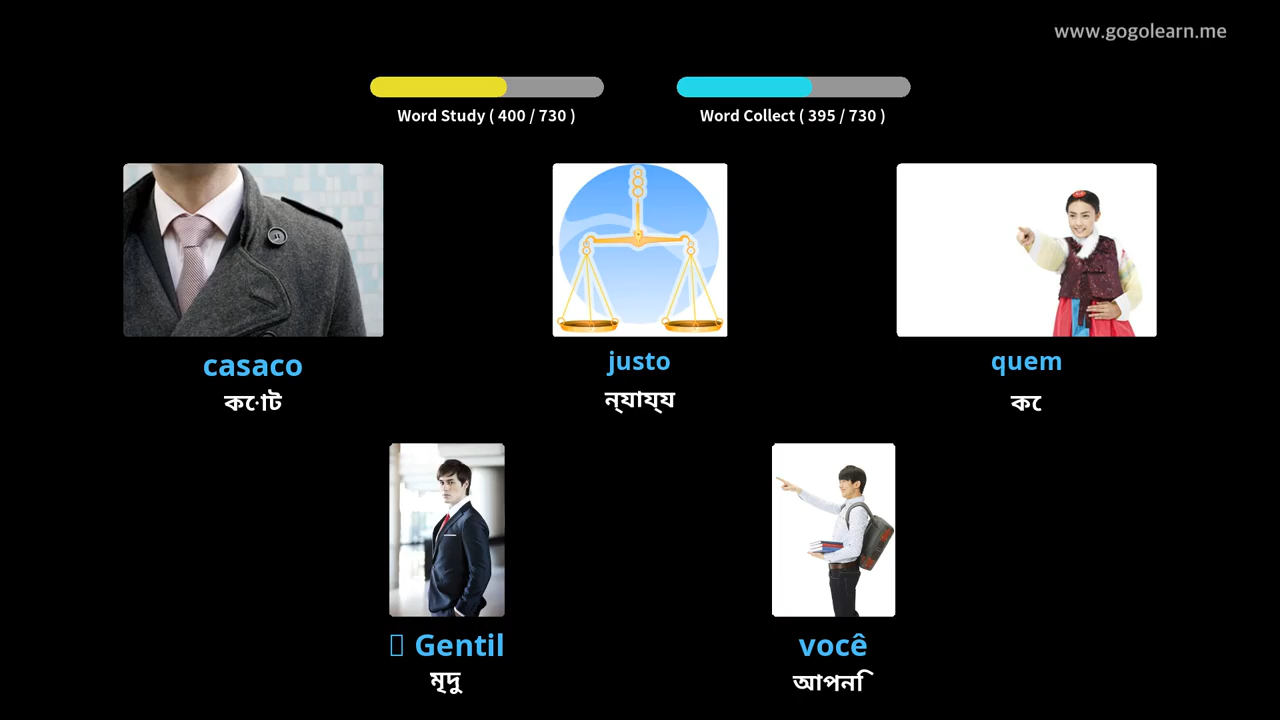 www.gogolearn.me
Word Study ( 400 / 730 )
Word Collect ( 395 / 730 )
casaco
justo
quem
কোট
ন্যায্য
কে
Gentil
você
মৃদু
আপনি